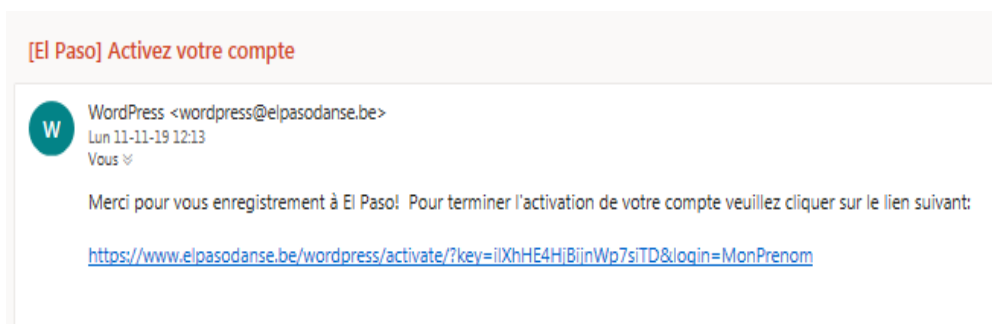 [El Paso] Activez votre compte
W
WordPress <wordpress@elpasodanse.be>
Lun 11-11-19 12:13
Vous
Merci pour vous enregistrement à El Paso! Pour terminer l'activation de votre compte veuillez cliquer sur le lien suivant:
https://www.elpasodanse.be/wordpress/activate/?key=ilXhHE4HjBijnWp7siTD&login=MonPrenom